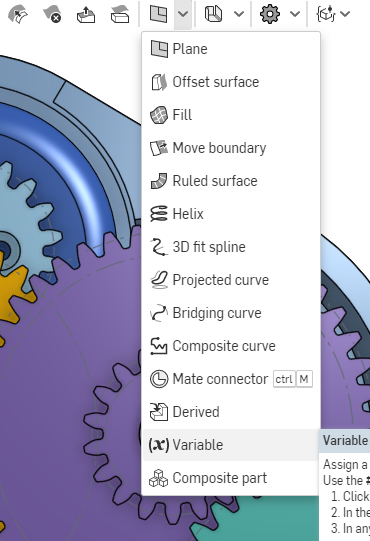 Plane
Offset surface
Fill
Move boundary
Ruled surface
Helix
3D fit spline
Projected curve
Bridging curve
Composite curve
Mate connector ctrl M
Derived
(x) Variable
Composite part
Variable
Assign a
Use the #
1. Click
2. In the
3. In any